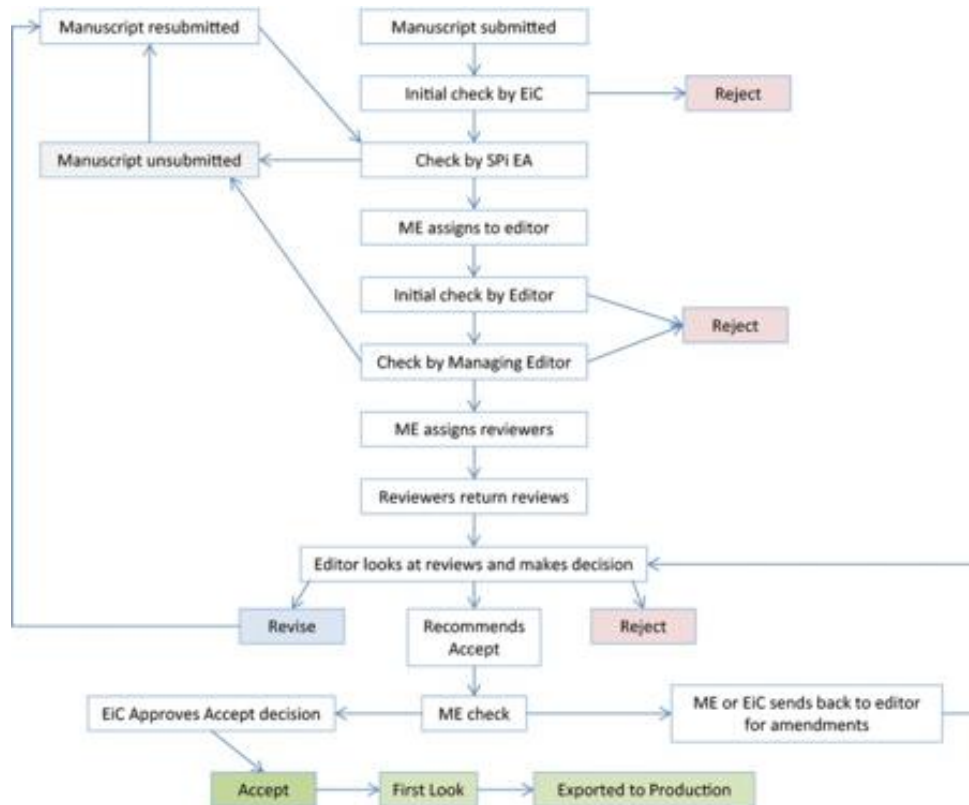 Manuscript resubmitted
Manuscript submitted
Initial check by EiC
Reject
Manuscript unsubmitted
Check by SPi EA
ME assigns to editor
Initial check by Editor
Reject
Check by Managing Editor
ME assigns reviewers
Reviewers return reviews
Editor looks at reviews and makes decision
Revise
Recommends
Accept
Reject
EiC Approves Accept decision
ME check
ME or EiC sends back to editor
for amendments
Accept
First Look
Exported to Production